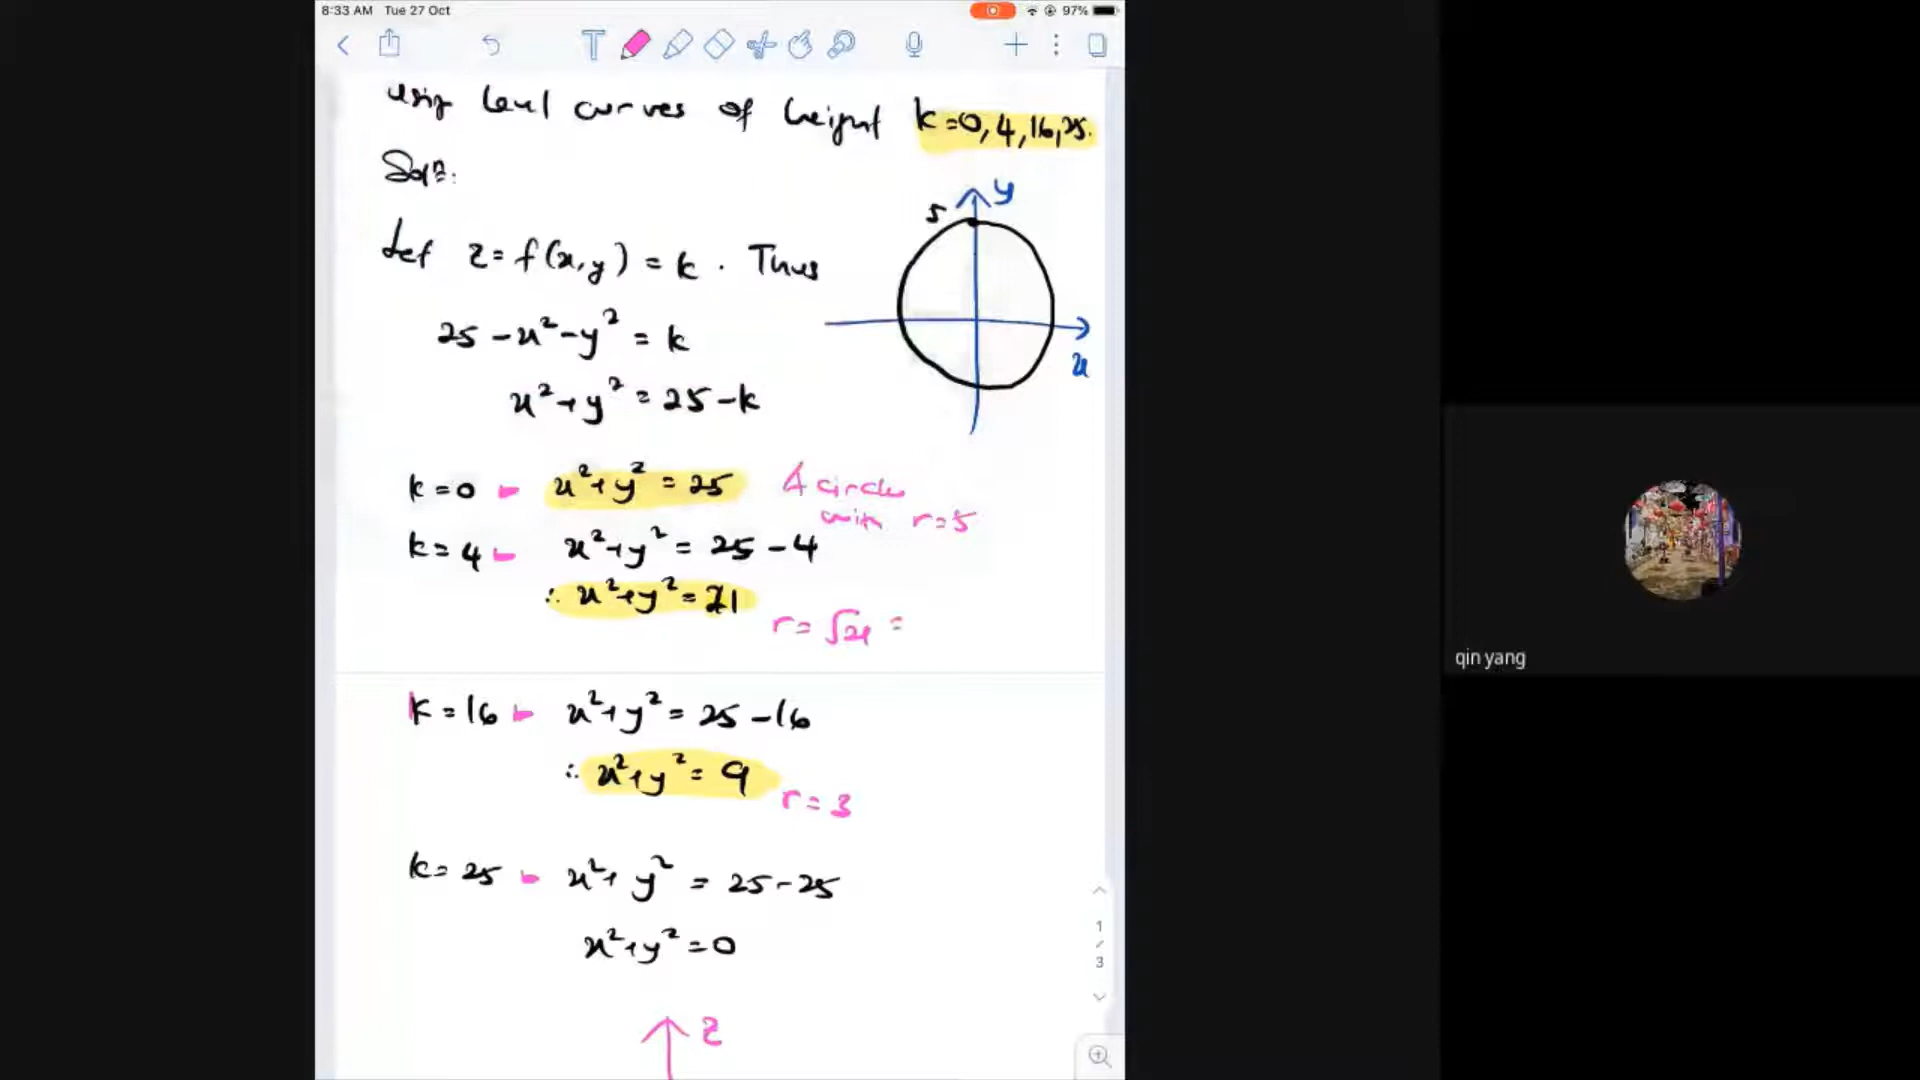 8:33 AM Tue 27 Oct
97%
using level curves of height k=0,4,16,25.
Solⁿ:
y
5
Let z=f(x,y) = k. Thus
x
25-x²-y² = k
x²+y² = 25-k
k=0 x²+y² = 25 A circle
with r=5
k=4 x²+y² = 25-4
∴ x²+y² = 21
r= √21 =
k=16 x²+y² = 25-16
∴ x²+y² = 9
r=3
k=25 x²+y² = 25-25
x²+y²=0
1
/
3
z
qin yang